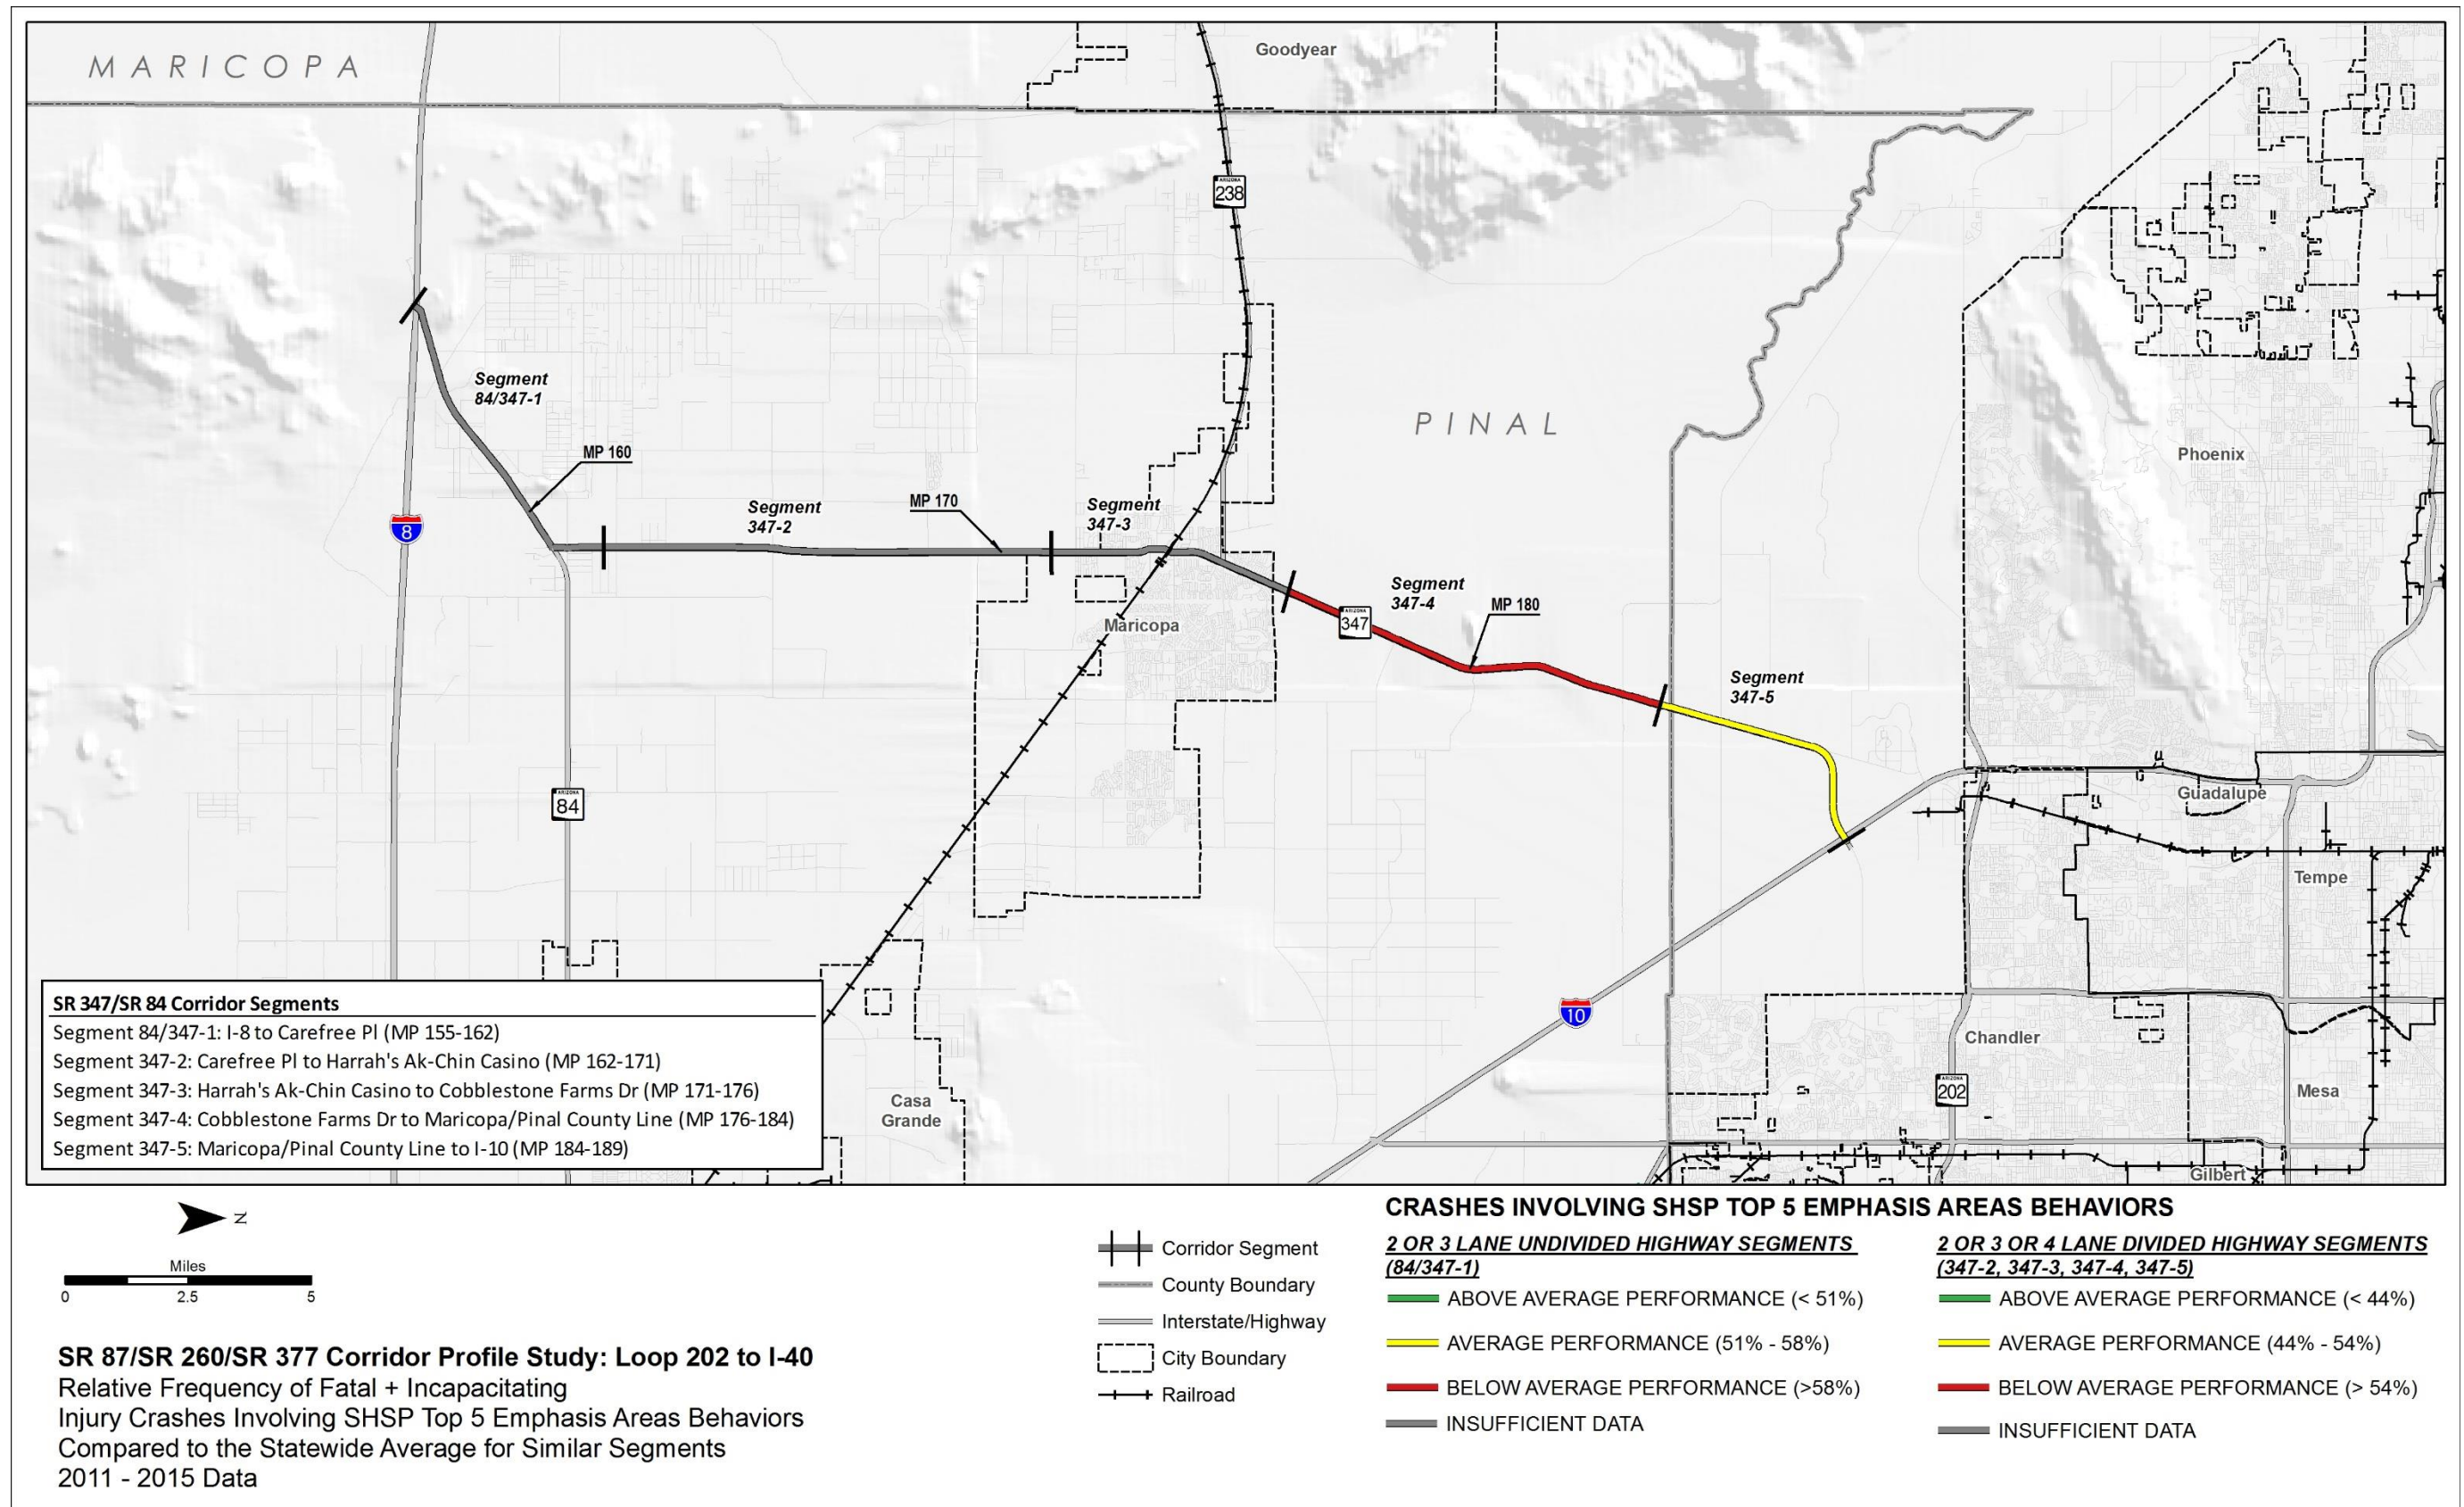 MARICOPA
Goodyear
ARIZONA
238
Segment
84/347-1
PINAL
MP 160
Phoenix
Segment
347-2
MP 170
Segment
347-3
8
Segment
347-4
MP 180
ARIZONA
347
Maricopa
Segment
347-5
ARIZONA
84
Guadalupe
Tempe
10
Chandler
ARIZONA
202
Mesa
Casa
Grande
Gilbert
SR 347/SR 84 Corridor Segments
Segment 84/347-1: I-8 to Carefree Pl (MP 155-162)
Segment 347-2: Carefree Pl to Harrah's Ak-Chin Casino (MP 162-171)
Segment 347-3: Harrah's Ak-Chin Casino to Cobblestone Farms Dr (MP 171-176)
Segment 347-4: Cobblestone Farms Dr to Maricopa/Pinal County Line (MP 176-184)
Segment 347-5: Maricopa/Pinal County Line to I-10 (MP 184-189)
N
Miles
0 2.5 5
SR 87/SR 260/SR 377 Corridor Profile Study: Loop 202 to I-40
Relative Frequency of Fatal + Incapacitating
Injury Crashes Involving SHSP Top 5 Emphasis Areas Behaviors
Compared to the Statewide Average for Similar Segments
2011 - 2015 Data
Corridor Segment
County Boundary
Interstate/Highway
City Boundary
Railroad
CRASHES INVOLVING SHSP TOP 5 EMPHASIS AREAS BEHAVIORS
2 OR 3 LANE UNDIVIDED HIGHWAY SEGMENTS
(84/347-1)
ABOVE AVERAGE PERFORMANCE (< 51%)
AVERAGE PERFORMANCE (51% - 58%)
BELOW AVERAGE PERFORMANCE (>58%)
INSUFFICIENT DATA
2 OR 3 OR 4 LANE DIVIDED HIGHWAY SEGMENTS
(347-2, 347-3, 347-4, 347-5)
ABOVE AVERAGE PERFORMANCE (< 44%)
AVERAGE PERFORMANCE (44% - 54%)
BELOW AVERAGE PERFORMANCE (> 54%)
INSUFFICIENT DATA